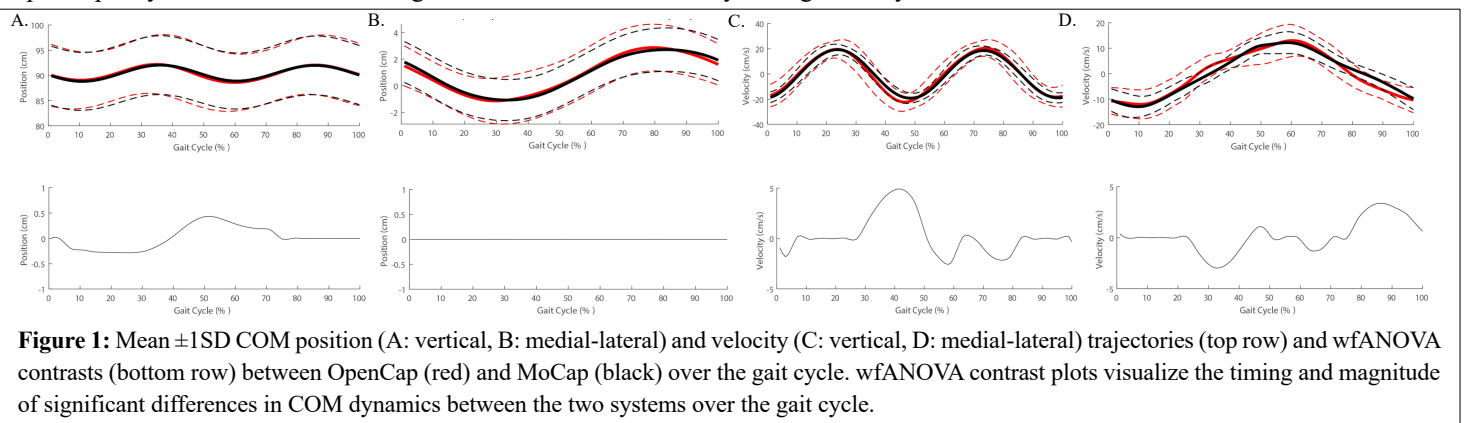 A.
100
95
90
85
80
Position (cm)
0 10 20 30 40 50 60 70 80 90 100
Gait Cycle (% )
B.
4
2
0
-2
Position (cm)
0 10 20 30 40 50 60 70 80 90 100
Gait Cycle (% )
C.
40
20
0
-20
-40
Velocity (cm/s)
0 10 20 30 40 50 60 70 80 90 100
Gait Cycle (% )
D.
20
10
0
-10
-20
Velocity (cm/s)
0 10 20 30 40 50 60 70 80 90 100
Gait Cycle (% )
1
0.5
0
-0.5
-1
Position (cm)
0 10 20 30 40 50 60 70 80 90 100
Gait Cycle (% )
1
0.5
0
-0.5
-1
Position (cm)
0 10 20 30 40 50 60 70 80 90 100
Gait Cycle (% )
5
0
-5
Velocity (cm/s)
0 10 20 30 40 50 60 70 80 90 100
Gait Cycle (% )
5
0
-5
Velocity (cm/s)
0 10 20 30 40 50 60 70 80 90 100
Gait Cycle (% )
Figure 1: Mean ±1SD COM position (A: vertical, B: medial-lateral) and velocity (C: vertical, D: medial-lateral) trajectories (top row) and wfANOVA
contrasts (bottom row) between OpenCap (red) and MoCap (black) over the gait cycle. wfANOVA contrast plots visualize the timing and magnitude
of significant differences in COM dynamics between the two systems over the gait cycle.